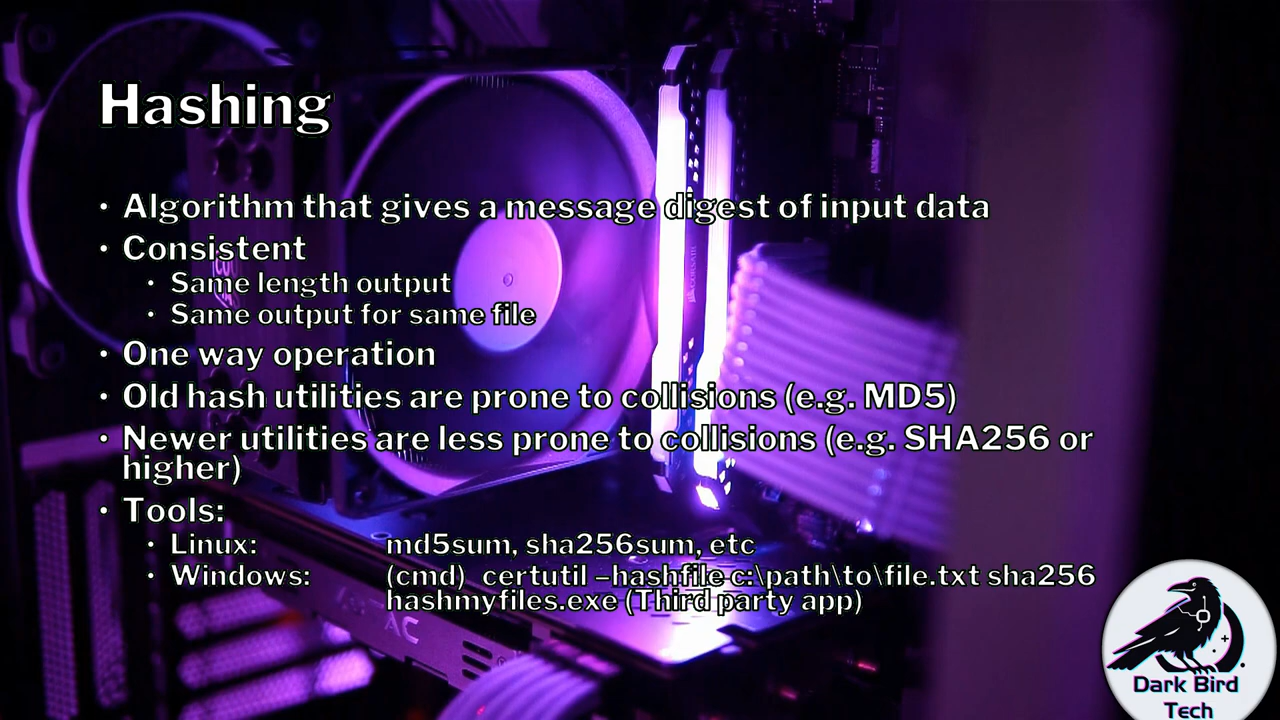 Hashing
• Algorithm that gives a message digest of input data
• Consistent
• Same length output
• Same output for same file
• One way operation
• Old hash utilities are prone to collisions (e.g. MD5)
• Newer utilities are less prone to collisions (e.g. SHA256 or
higher)
• Tools:
• Linux: md5sum, sha256sum, etc
• Windows: (cmd) certutil –hashfile c:\path\to\file.txt sha256
hashmyfiles.exe (Third party app)
CORSAIR
AC
Dark Bird
Tech